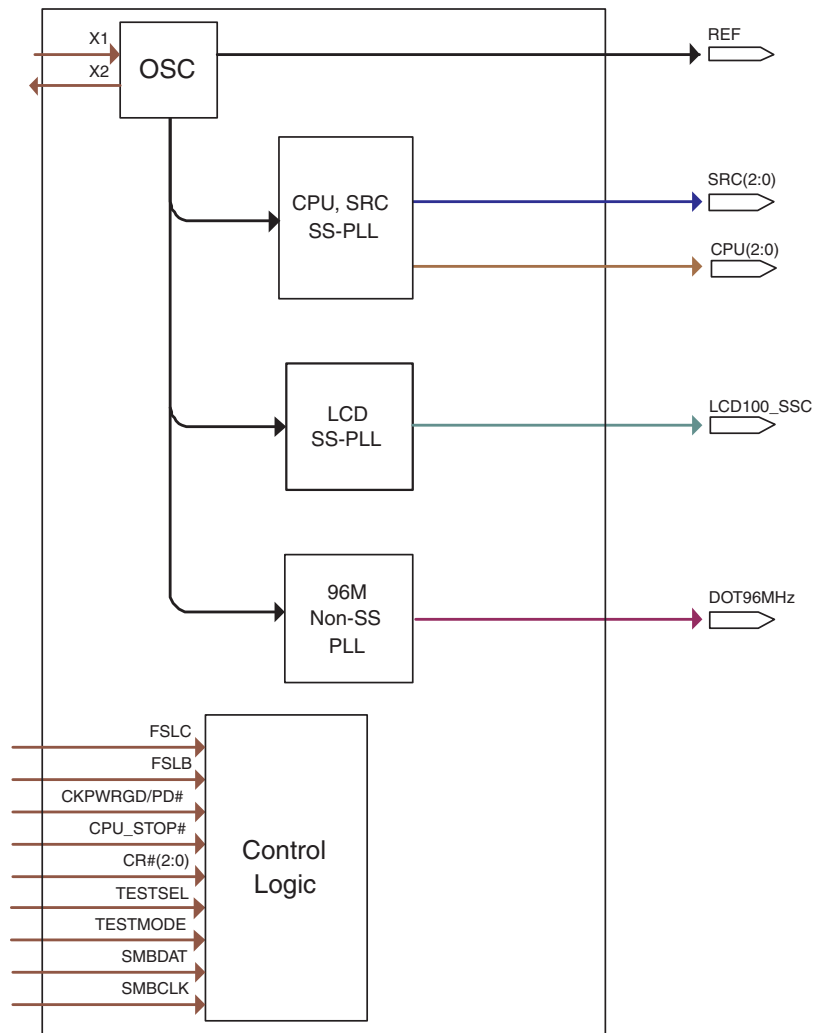 X1
X2
OSC
REF
CPU, SRC
SS-PLL
SRC(2:0)
CPU(2:0)
LCD
SS-PLL
LCD100_SSC
96M
Non-SS
PLL
DOT96MHz
FSLC
FSLB
CKPWRGD/PD#
CPU_STOP#
CR#(2:0)
TESTSEL
TESTMODE
SMBDAT
SMBCLK
Control
Logic